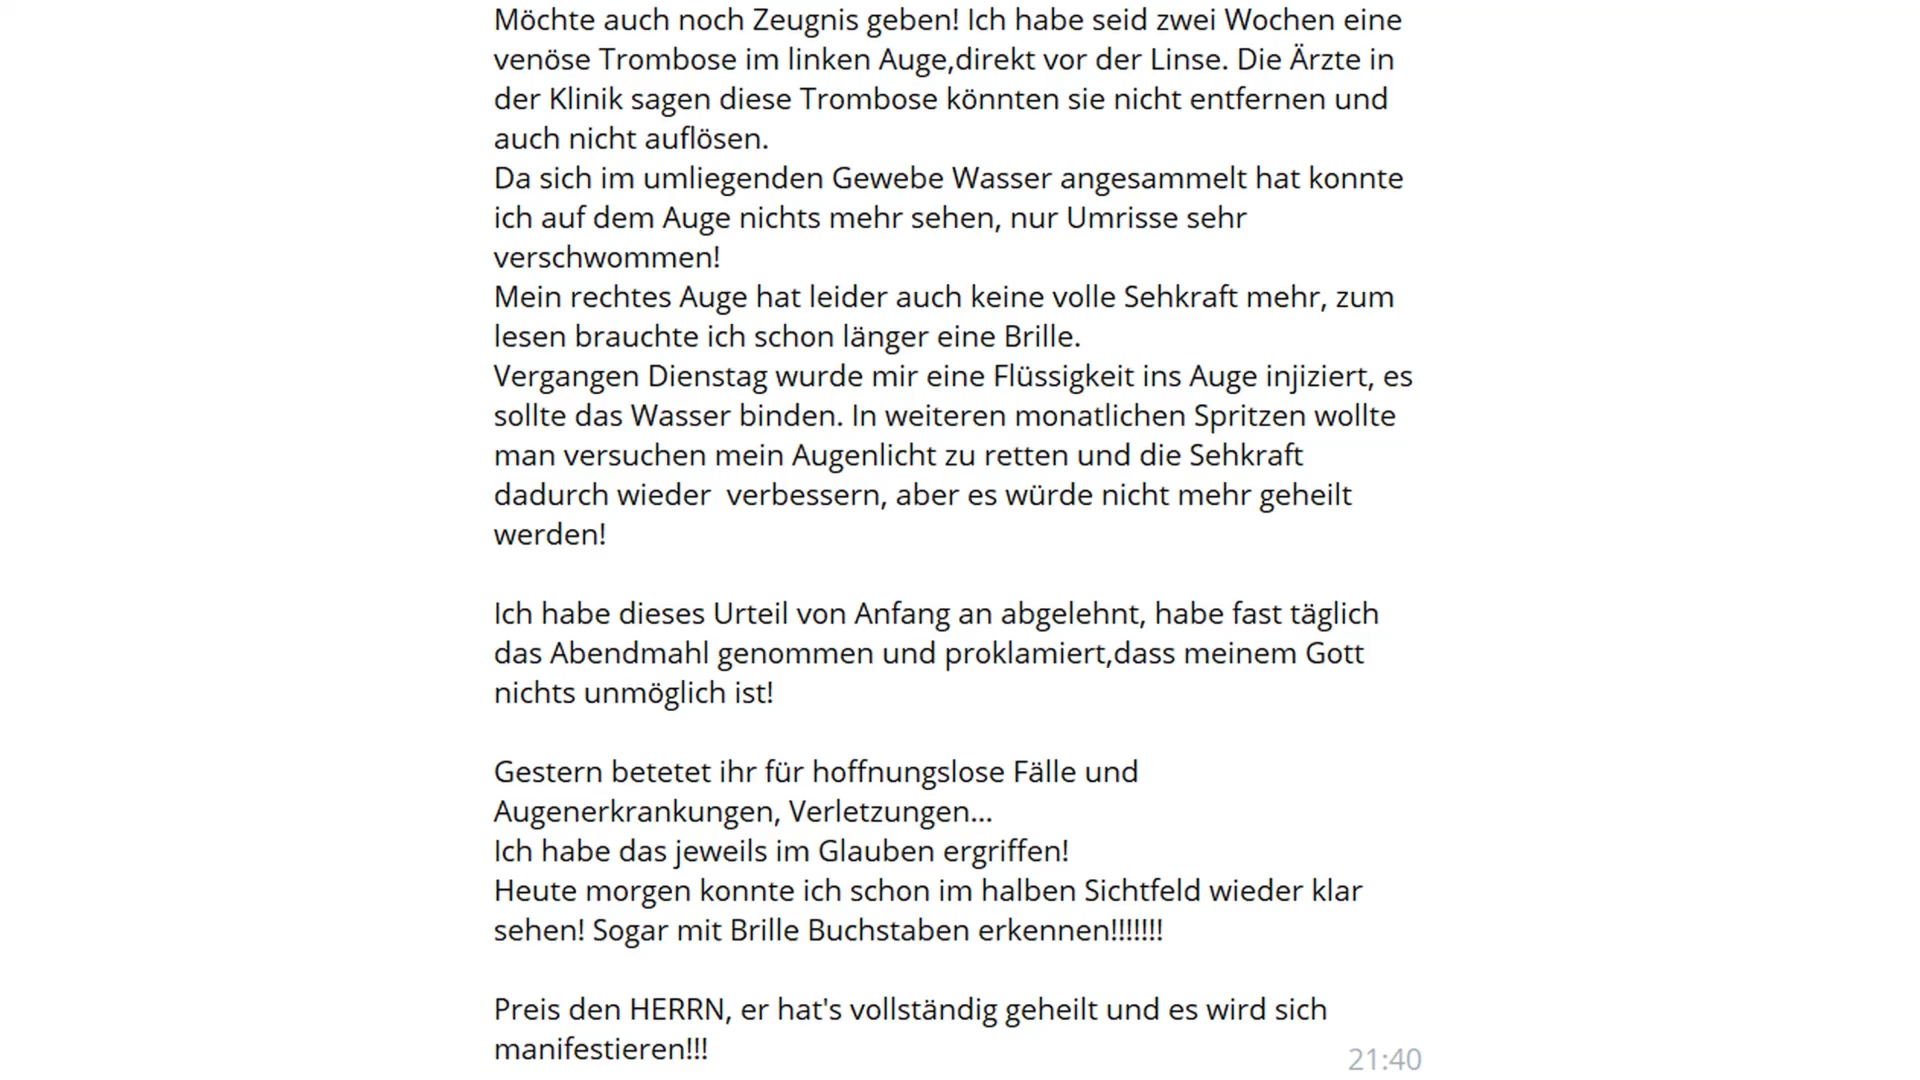 Möchte auch noch Zeugnis geben! Ich habe seid zwei Wochen eine
venöse Trombose im linken Auge,direkt vor der Linse. Die Ärzte in
der Klinik sagen diese Trombose könnten sie nicht entfernen und
auch nicht auflösen.
Da sich im umliegenden Gewebe Wasser angesammelt hat konnte
ich auf dem Auge nichts mehr sehen, nur Umrisse sehr
verschwommen!
Mein rechtes Auge hat leider auch keine volle Sehkraft mehr, zum
lesen brauchte ich schon länger eine Brille.
Vergangen Dienstag wurde mir eine Flüssigkeit ins Auge injiziert, es
sollte das Wasser binden. In weiteren monatlichen Spritzen wollte
man versuchen mein Augenlicht zu retten und die Sehkraft
dadurch wieder  verbessern, aber es würde nicht mehr geheilt
werden!

Ich habe dieses Urteil von Anfang an abgelehnt, habe fast täglich
das Abendmahl genommen und proklamiert,dass meinem Gott
nichts unmöglich ist!

Gestern betetet ihr für hoffnungslose Fälle und
Augenerkrankungen, Verletzungen...
Ich habe das jeweils im Glauben ergriffen!
Heute morgen konnte ich schon im halben Sichtfeld wieder klar
sehen! Sogar mit Brille Buchstaben erkennen!!!!!!!

Preis den HERRN, er hat's vollständig geheilt und es wird sich
manifestieren!!!
21:40